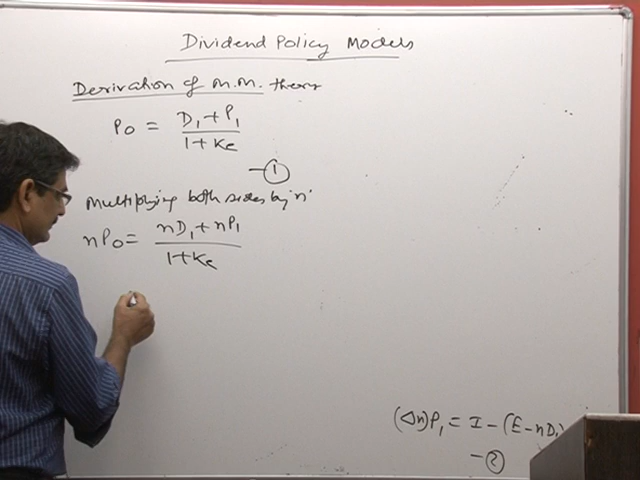 Dividend Policy Models
Derivation of M.M. theory
P0 = D1 + P1 / 1 + Ke
- ①
Multiplying both sides by 'n'
nP0 = nD1 + nP1 / 1 + Ke
(Δn)P1 = I - (E - nD1)
- ②